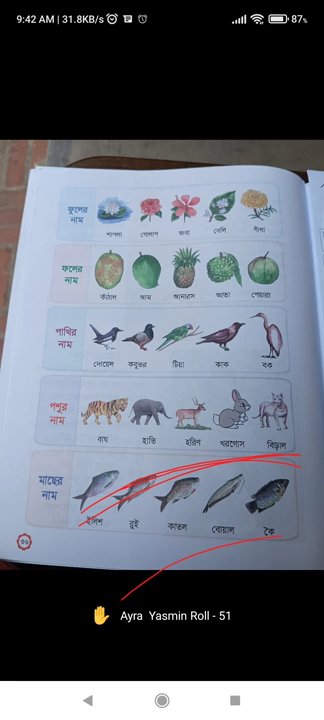 9:42 AM | 31.8KB/s
87%
ফুলের
নাম
শাপলা গোলাপ জবা বেলি গাঁদা
ফলের
নাম
কাঁঠাল আম আনারস আতা পেয়ারা
পাখির
নাম
দোয়েল কবুতর টিয়া কাক বক
পশুর
নাম
বাঘ হাতি হরিণ খরগোস বিড়াল
মাছের
নাম
ইলিশ রুই কাতল বোয়াল কৈ
৩৬
Ayra Yasmin Roll - 51